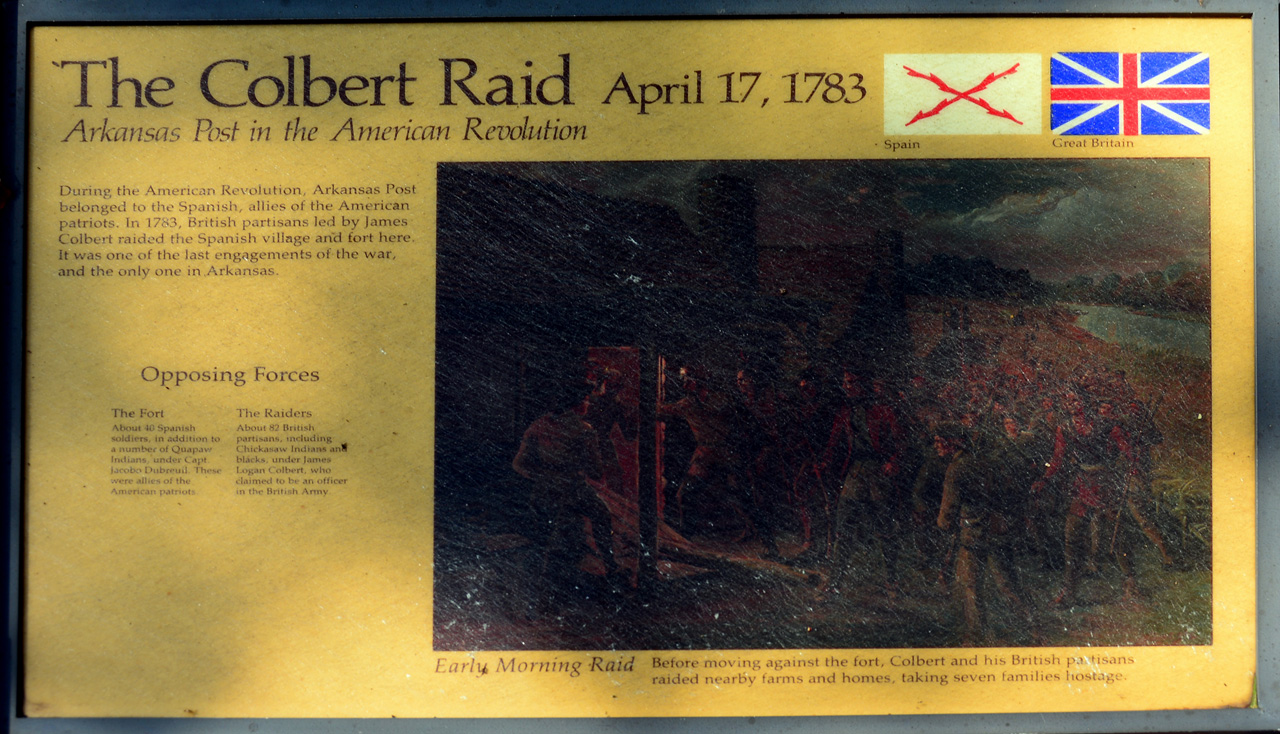 The Colbert Raid April 17, 1783
Arkansas Post in the American Revolution
Spain
Great Britain
During the American Revolution, Arkansas Post
belonged to the Spanish, allies of the American
patriots. In 1783, British partisans led by James
Colbert raided the Spanish village and fort here.
It was one of the last engagements of the war,
and the only one in Arkansas.
Opposing Forces
The Fort
About 40 Spanish
soldiers, in addition to
a number of Quapaw
Indians, under Capt.
Jacobo Dubreuil. These
were allies of the
American patriots.
The Raiders
About 82 British
partisans, including
Chickasaw Indians and
blacks, under James
Logan Colbert, who
claimed to be an officer
in the British Army.
Early Morning Raid
Before moving against the fort, Colbert and his British partisans
raided nearby farms and homes, taking seven families hostage.